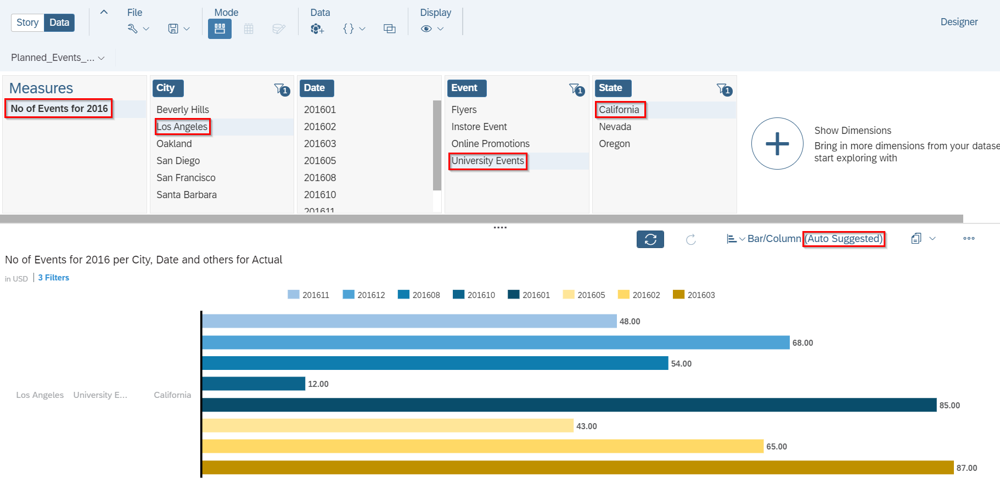 Story Data
File
Mode
Data
Display
Designer
Planned_Events_...
Measures
No of Events for 2016
City
1
Beverly Hills
Los Angeles
Oakland
San Diego
San Francisco
Santa Barbara
Date
201601
201602
201603
201605
201608
201610
201611
Event
1
Flyers
Instore Event
Online Promotions
University Events
State
1
California
Nevada
Oregon
Show Dimensions
Bring in more dimensions from your datase
start exploring with
Bar/Column (Auto Suggested)
No of Events for 2016 per City, Date and others for Actual
in USD 3 Filters
201611 201612 201608 201610 201601 201605 201602 201603
48.00
68.00
54.00
12.00
Los Angeles University E... California
85.00
43.00
65.00
87.00